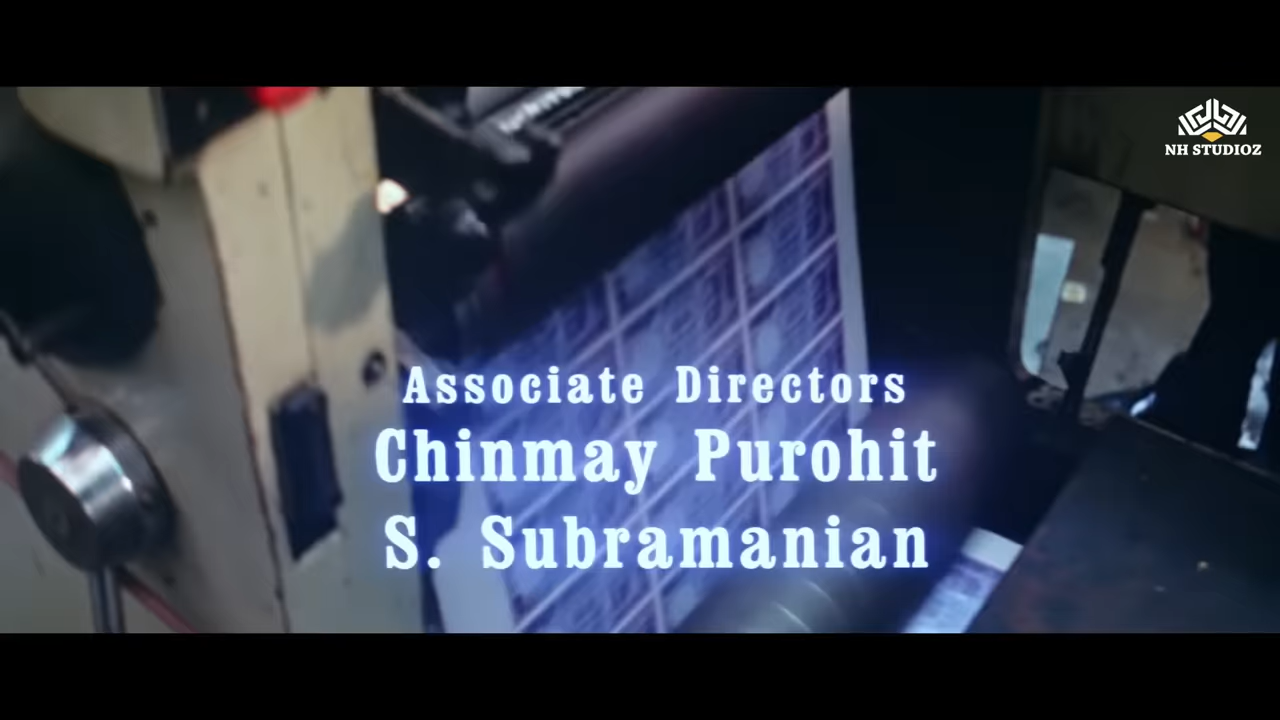 NH STUDIOZ
Associate Directors
Chinmay Purohit
S. Subramanian